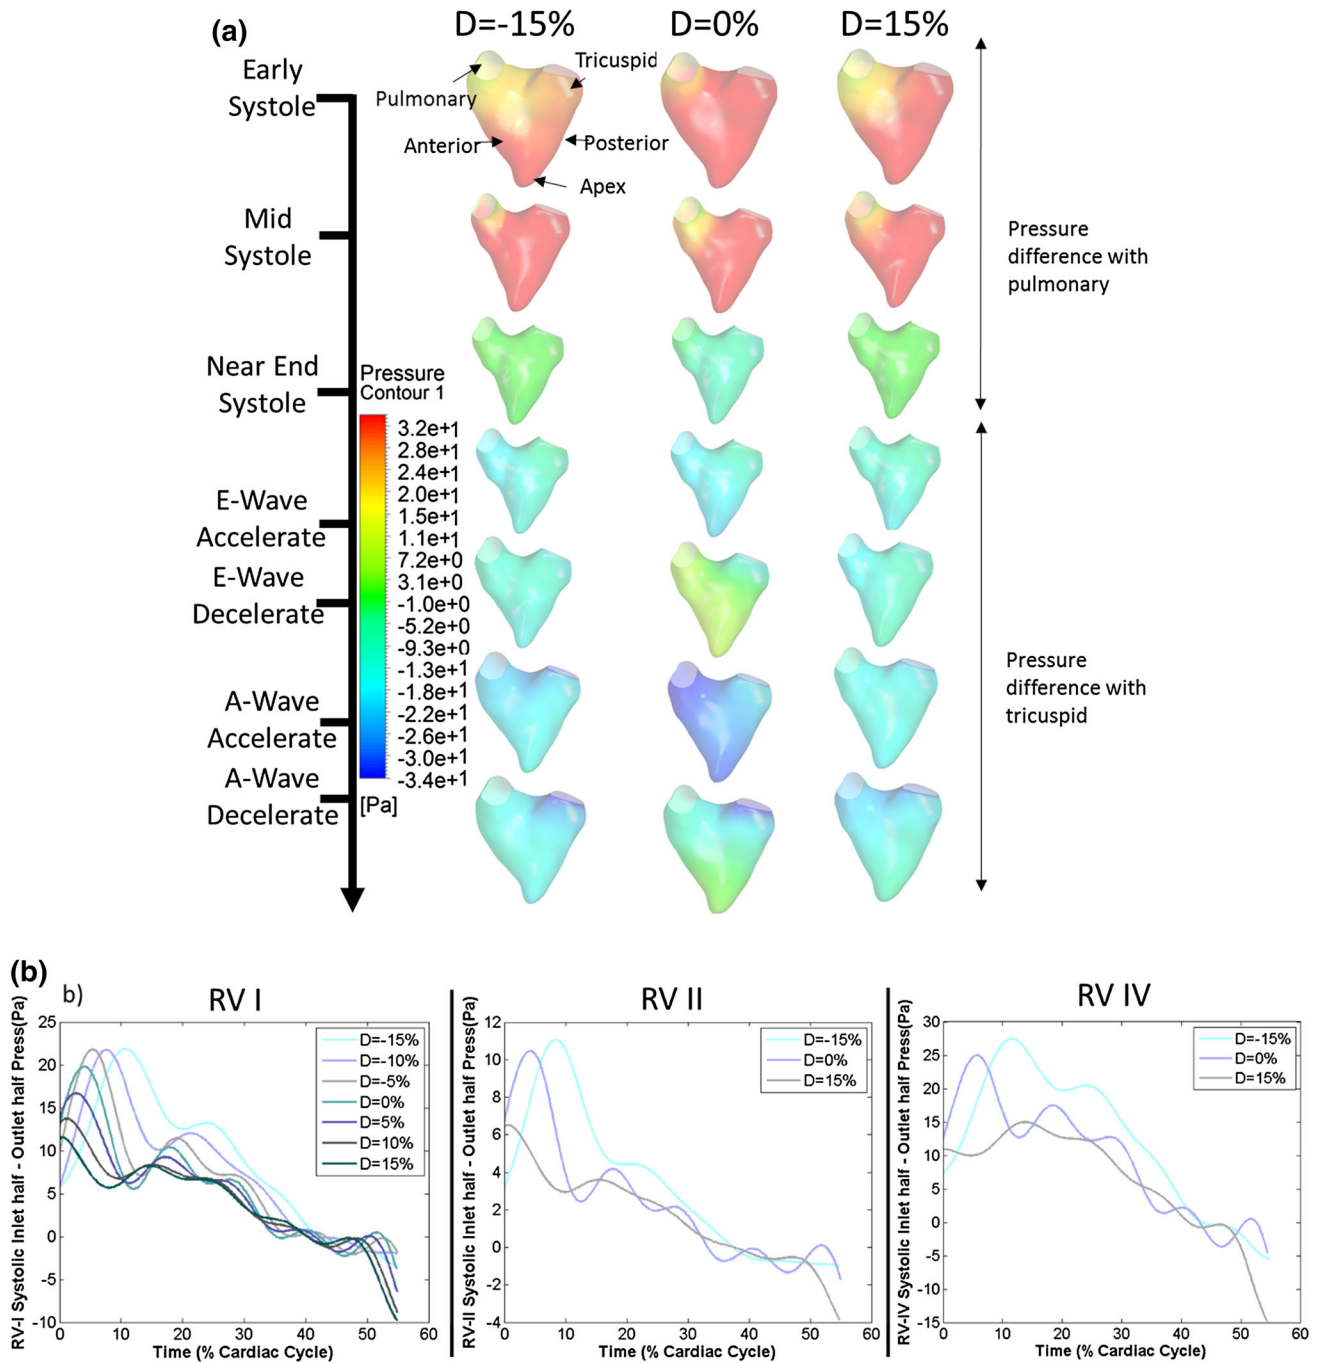 (a)
D=-15%
D=0%
D=15%
Early
Systole
Pulmonary
Tricuspid
Anterior
Posterior
Apex
Mid
Systole
Pressure
difference with
pulmonary
Near End
Systole
Pressure
Contour 1
3.2e+1
2.8e+1
2.4e+1
2.0e+1
1.5e+1
1.1e+1
7.2e+0
3.1e+0
-1.0e+0
-5.2e+0
-9.3e+0
-1.3e+1
-1.8e+1
-2.2e+1
-2.6e+1
-3.0e+1
-3.4e+1
[Pa]
E-Wave
Accelerate
E-Wave
Decelerate
A-Wave
Accelerate
A-Wave
Decelerate
Pressure
difference with
tricuspid
(b)
b)
RV I
RV-I Systolic Inlet half - Outlet half Press(Pa)
25
20
15
10
5
0
-5
-10
0
10
20
30
40
50
60
Time (% Cardiac Cycle)
D=-15%
D=-10%
D=-5%
D=0%
D=5%
D=10%
D=15%
RV II
RV-II Systolic Inlet half - Outlet half Press(Pa)
12
10
8
6
4
2
0
-2
-4
0
10
20
30
40
50
60
Time (% Cardiac Cycle)
D=-15%
D=0%
D=15%
RV IV
RV-IV Systolic Inlet half - Outlet half Press(Pa)
30
25
20
15
10
5
0
-5
-10
-15
0
10
20
30
40
50
60
Time (% Cardiac Cycle)
D=-15%
D=0%
D=15%